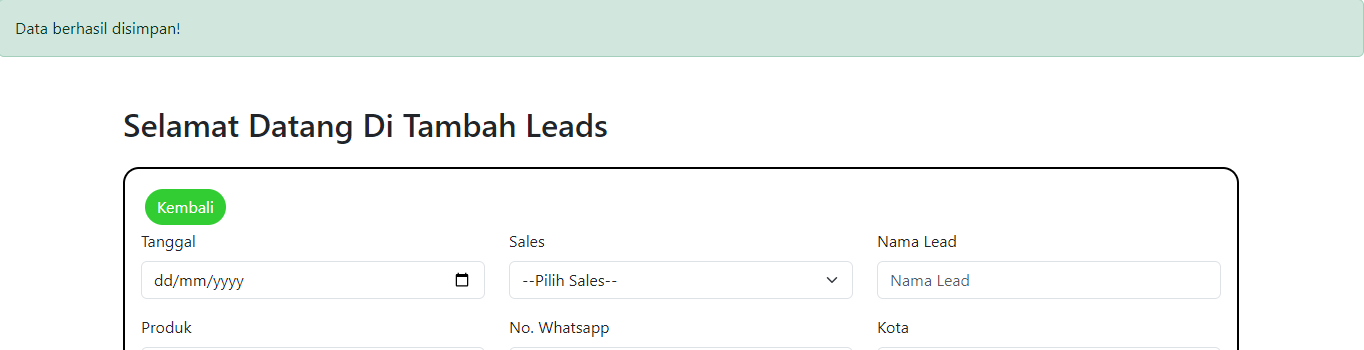 Data berhasil disimpan!
Selamat Datang Di Tambah Leads
Kembali
Tanggal Sales Nama Lead
dd/mm/yyyy --Pilih Sales-- Nama Lead
Produk No. Whatsapp Kota